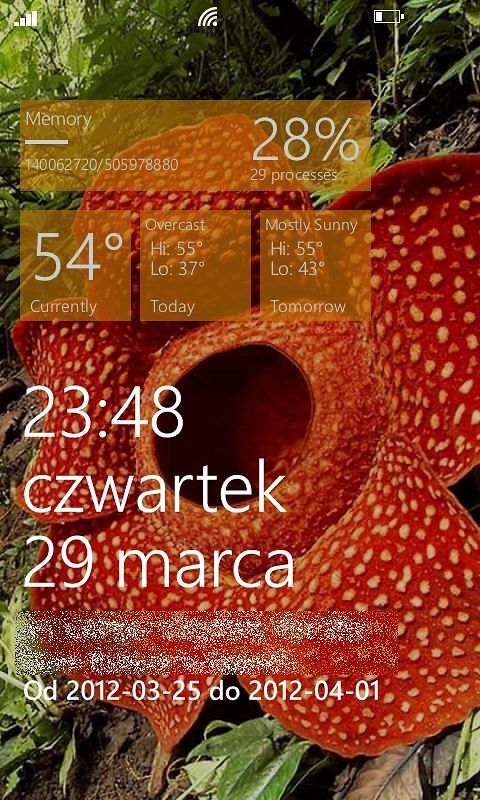 Memory
140062720/505978880
28%
29 processes
54°
Currently
Overcast
Hi: 55°
Lo: 37°
Today
Mostly Sunny
Hi: 55°
Lo: 43°
Tomorrow
23:48
czwartek
29 marca
Od 2012-03-25 do 2012-04-01